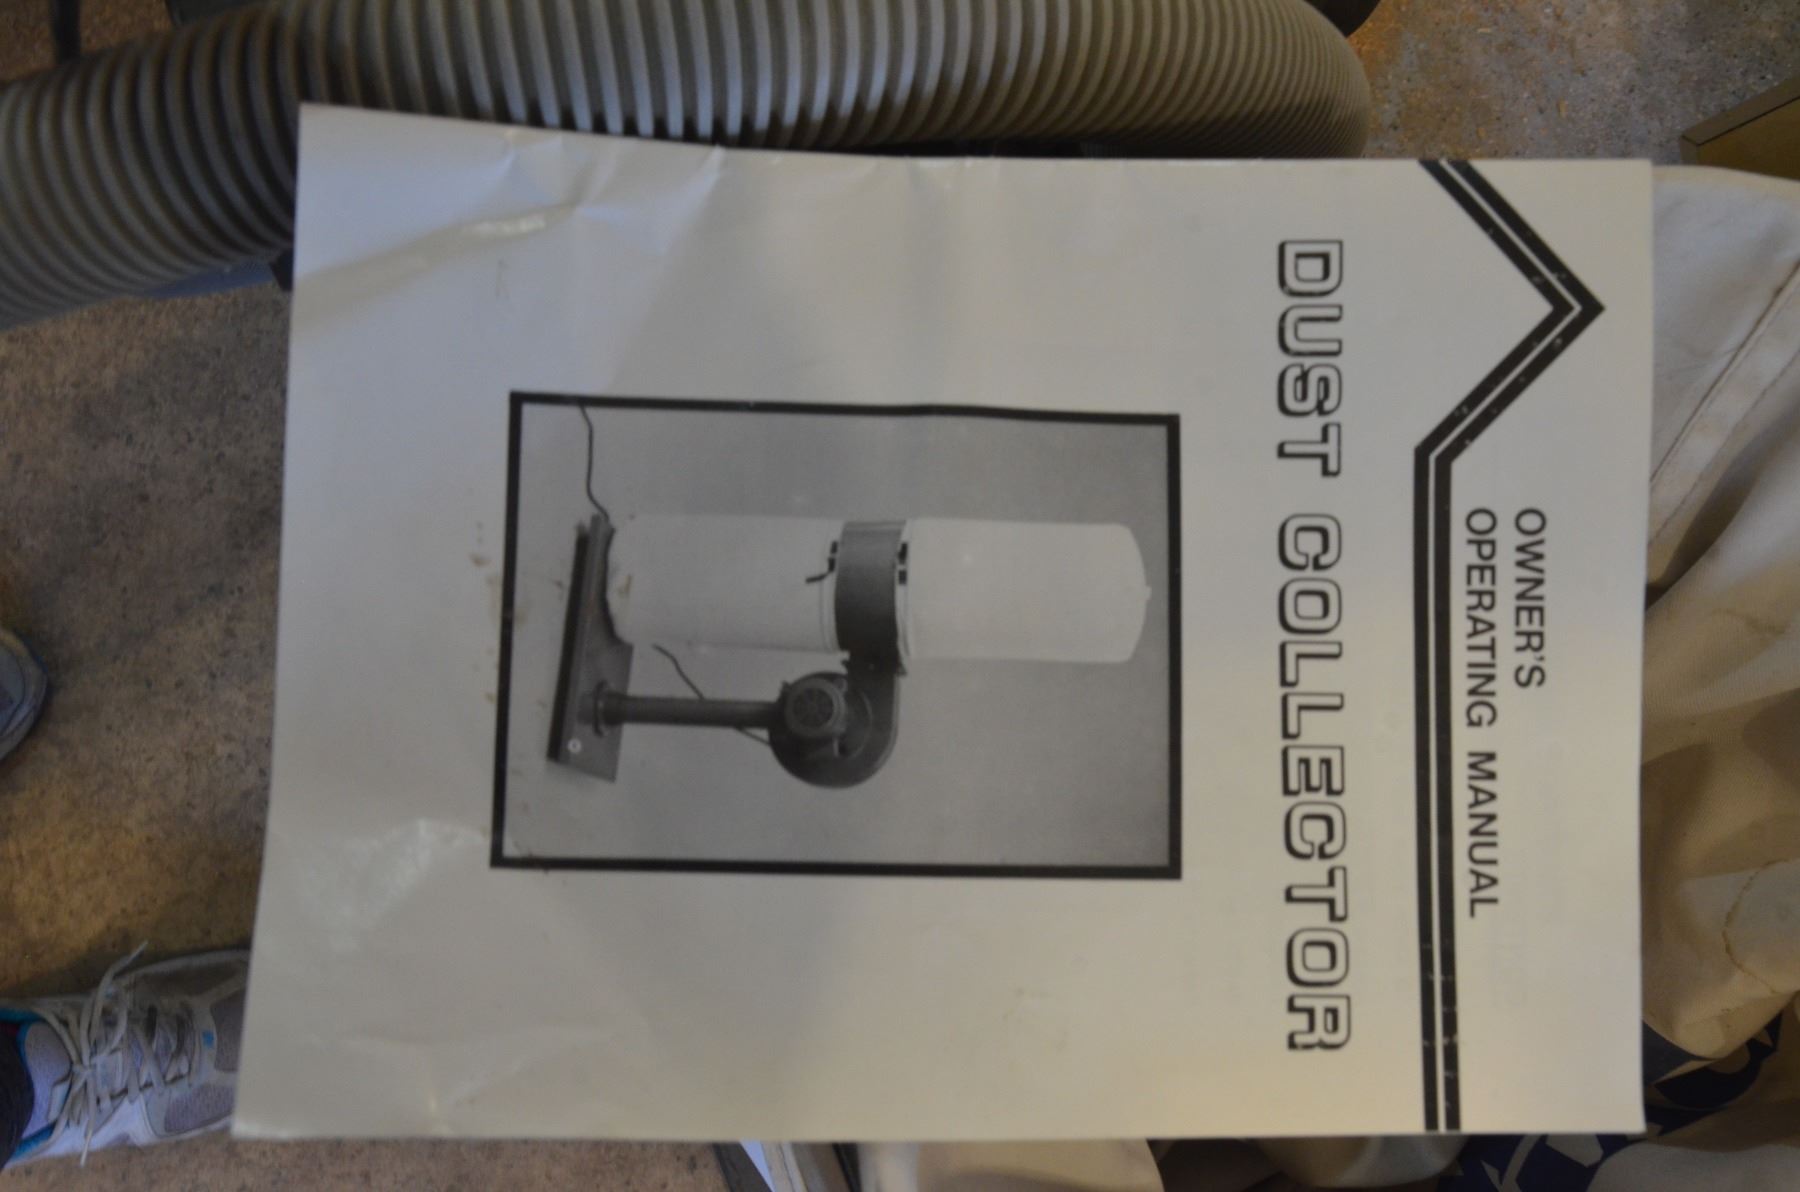 OWNER'S
OPERATING MANUAL
DUST COLLECTOR